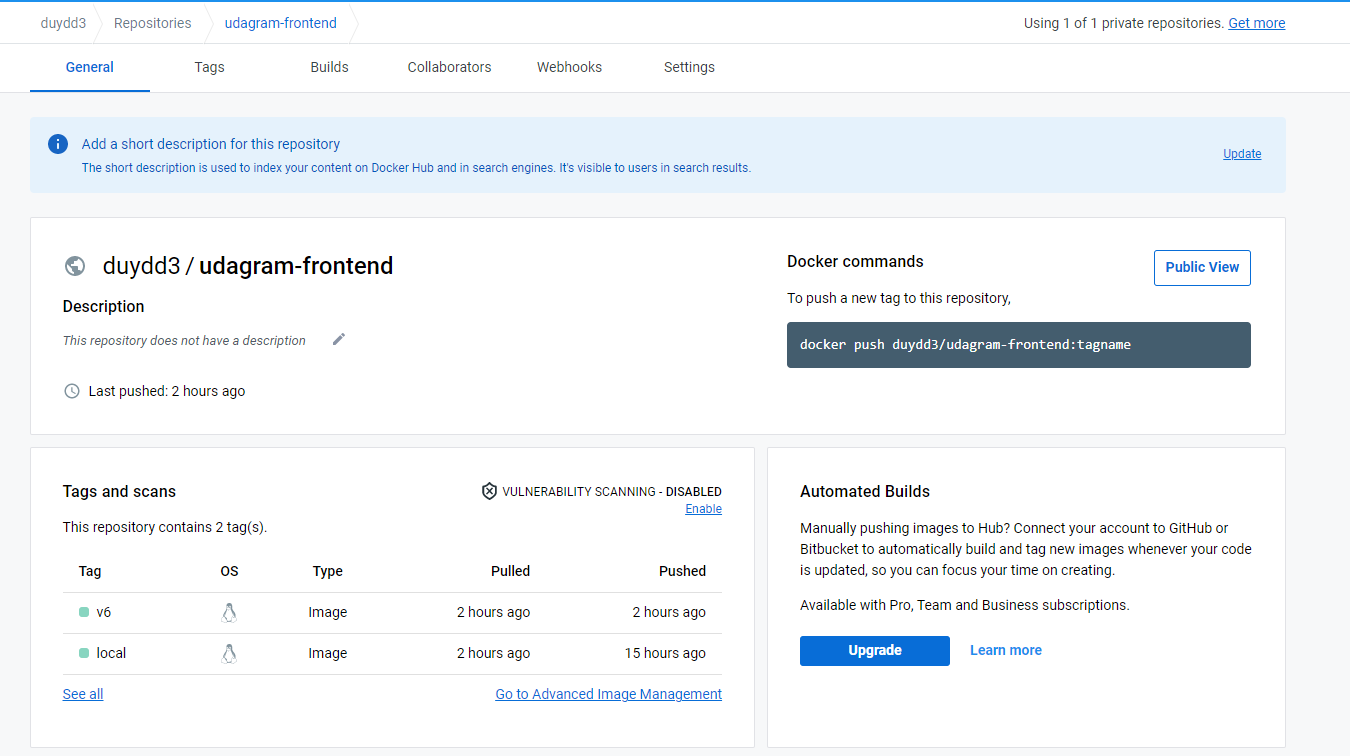 duydd3 Repositories udagram-frontend Using 1 of 1 private repositories. Get more
General Tags Builds Collaborators Webhooks Settings
Add a short description for this repository
The short description is used to index your content on Docker Hub and in search engines. It's visible to users in search results.
Update
duydd3 / udagram-frontend
Description
This repository does not have a description
Last pushed: 2 hours ago
Docker commands
Public View
To push a new tag to this repository,
docker push duydd3/udagram-frontend:tagname
Tags and scans
VULNERABILITY SCANNING - DISABLED
Enable
This repository contains 2 tag(s).
Tag OS Type Pulled Pushed
v6 Image 2 hours ago 2 hours ago
local Image 2 hours ago 15 hours ago
See all Go to Advanced Image Management
Automated Builds
Manually pushing images to Hub? Connect your account to GitHub or
Bitbucket to automatically build and tag new images whenever your code
is updated, so you can focus your time on creating.
Available with Pro, Team and Business subscriptions.
Upgrade Learn more